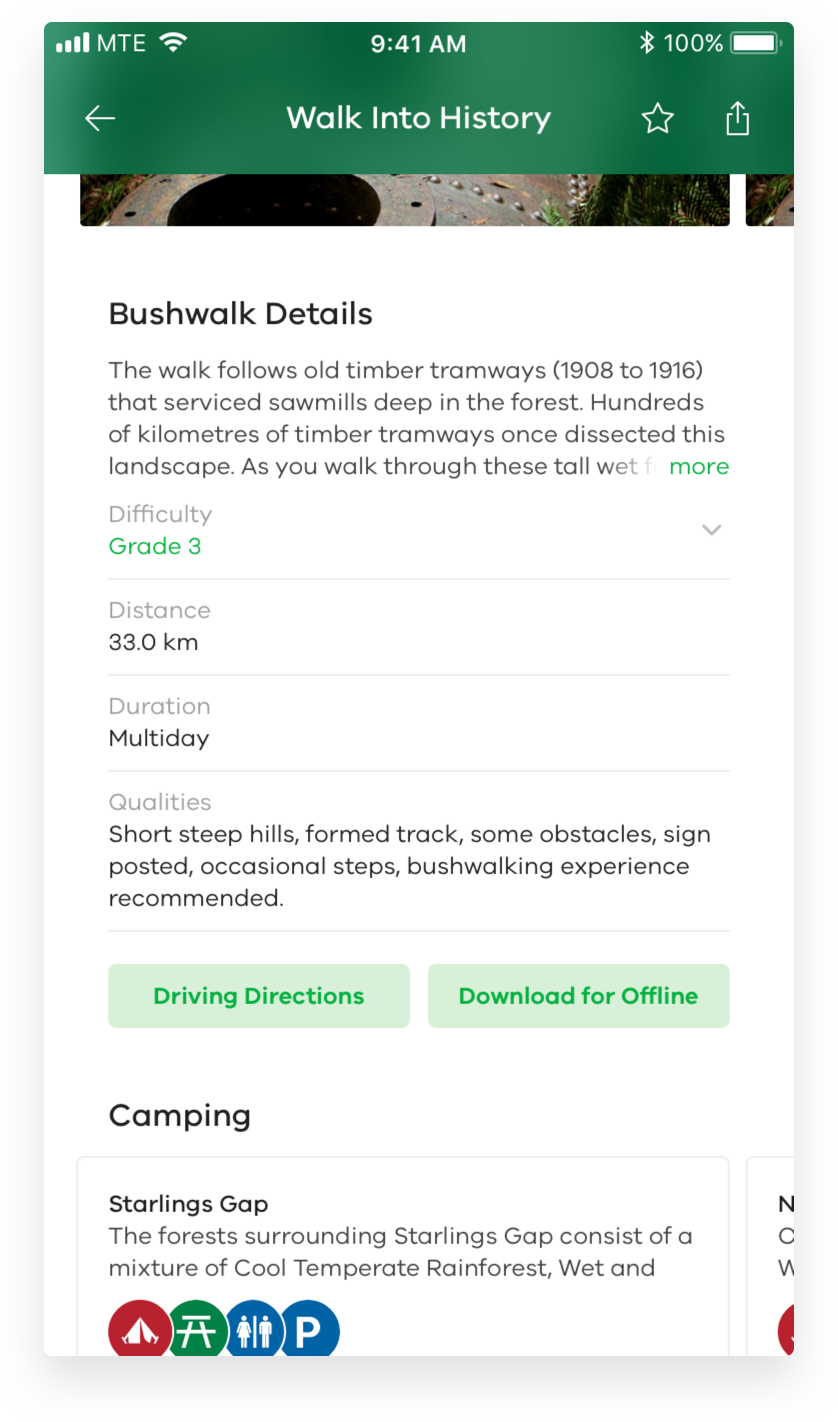 MTE 9:41 AM 100%
Walk Into History
Bushwalk Details
The walk follows old timber tramways (1908 to 1916)
that serviced sawmills deep in the forest. Hundreds
of kilometres of timber tramways once dissected this
landscape. As you walk through these tall wet f more
Difficulty
Grade 3
Distance
33.0 km
Duration
Multiday
Qualities
Short steep hills, formed track, some obstacles, sign
posted, occasional steps, bushwalking experience
recommended.
Driving Directions
Download for Offline
Camping
Starlings Gap
The forests surrounding Starlings Gap consist of a
mixture of Cool Temperate Rainforest, Wet and
P